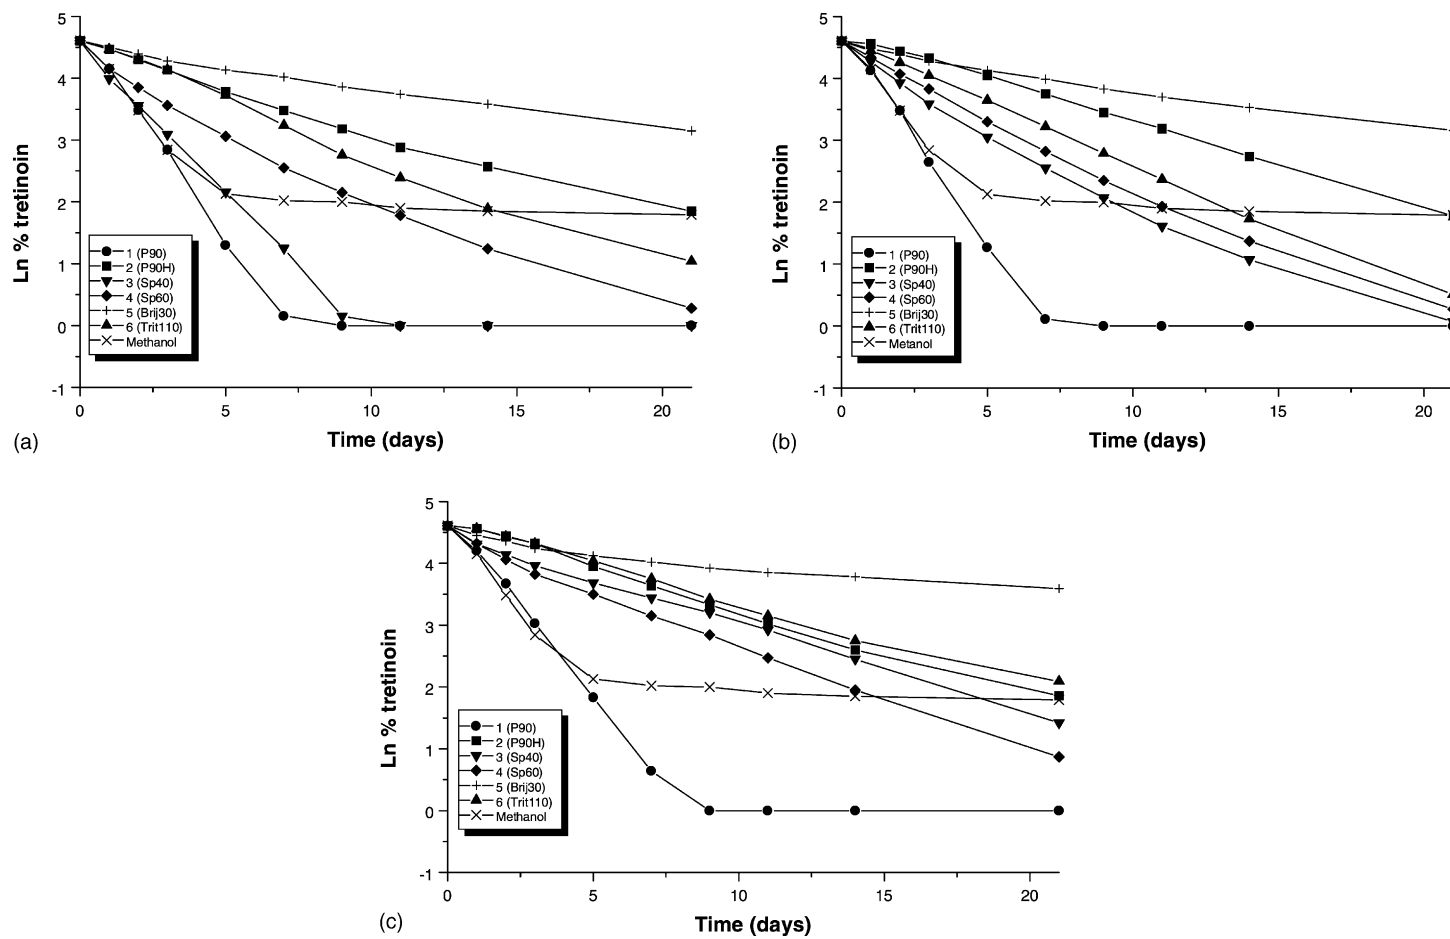 5
4
3
2
1
0
-1
Ln % tretinoin
1 (P90)
2 (P90H)
3 (Sp40)
4 (Sp60)
5 (Brij30)
6 (Trit110)
Methanol
0 5 10 15 20
Time (days)
(a)
5
4
3
2
1
0
-1
Ln % tretinoin
1 (P90)
2 (P90H)
3 (Sp40)
4 (Sp60)
5 (Brij30)
6 (Trit110)
Metanol
0 5 10 15 20
Time (days)
(b)
5
4
3
2
1
0
-1
Ln % tretinoin
1 (P90)
2 (P90H)
3 (Sp40)
4 (Sp60)
5 (Brij30)
6 (Trit110)
Methanol
0 5 10 15 20
Time (days)
(c)